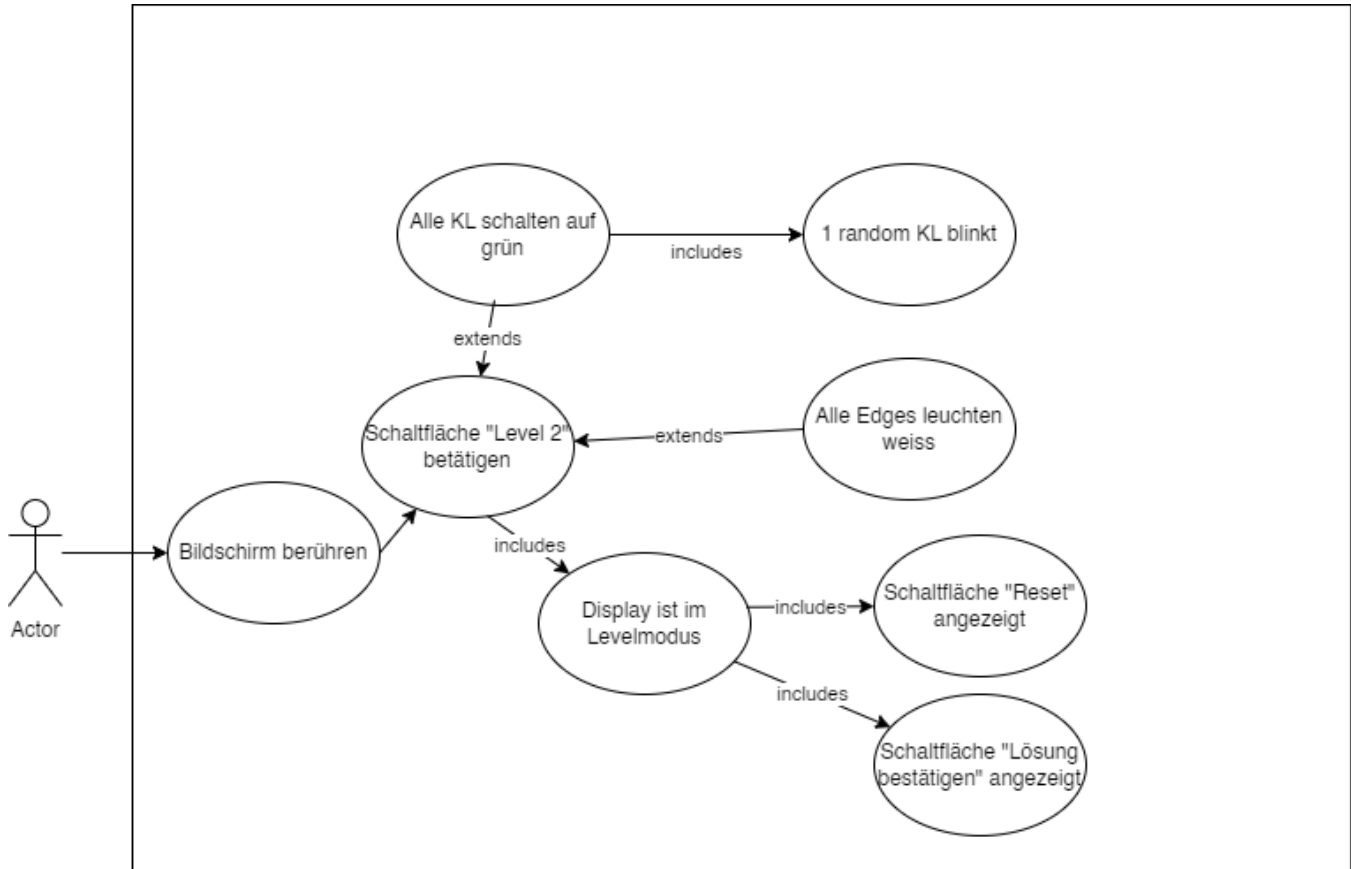 Alle KL schalten auf
grün
includes
1 random KL blinkt
extends
Schaltfläche "Level 2"
betätigen
extends
Alle Edges leuchten
weiss
Actor
Bildschirm berühren
includes
Display ist im
Levelmodus
includes
Schaltfläche "Reset"
angezeigt
includes
Schaltfläche "Lösung
bestätigen" angezeigt